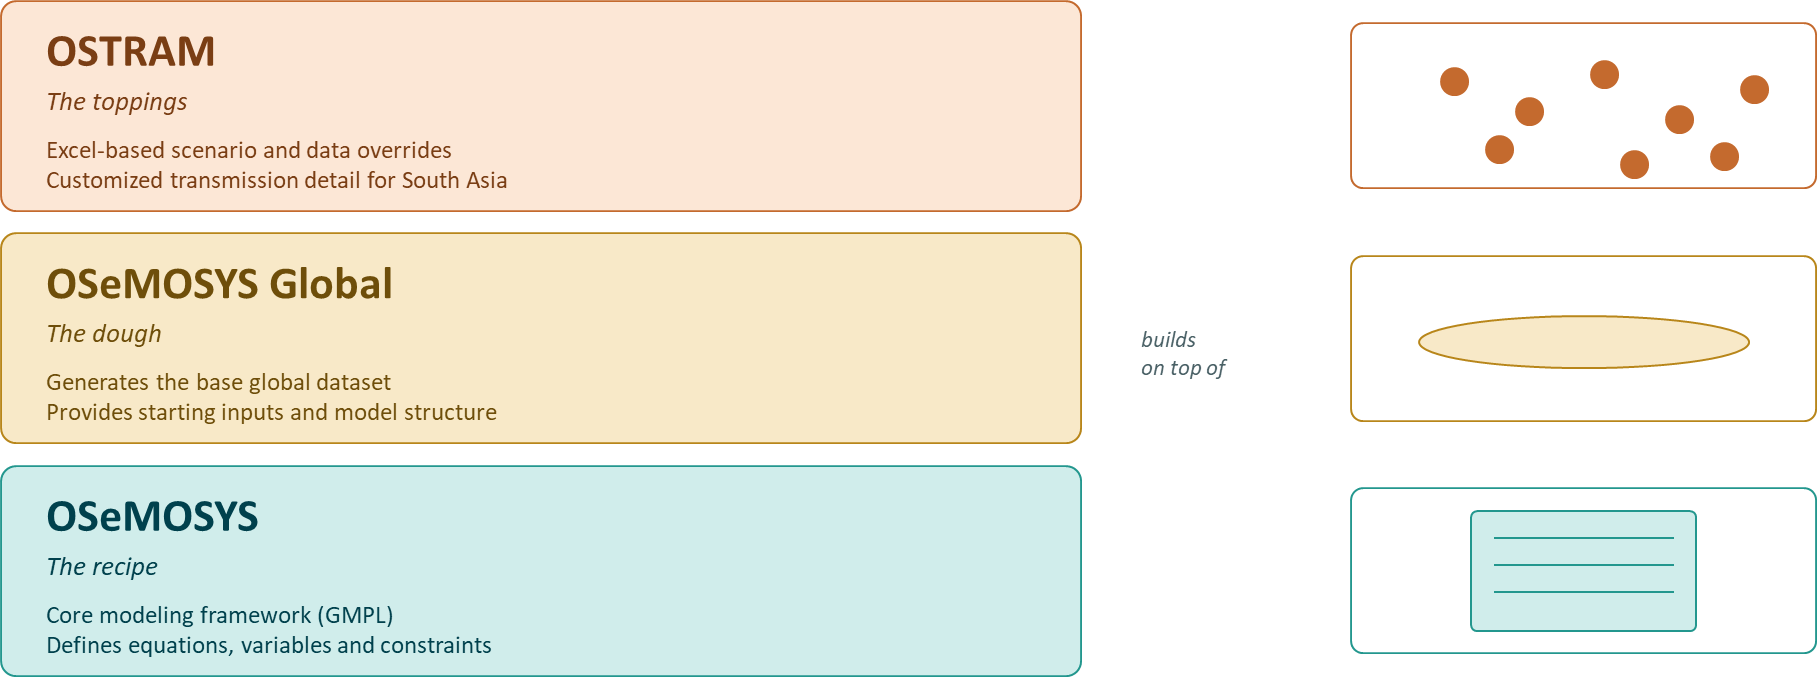 OSTRAM
The toppings
Excel-based scenario and data overrides
Customized transmission detail for South Asia
OSeMOSYS Global
The dough
Generates the base global dataset
Provides starting inputs and model structure
builds
on top of
OSeMOSYS
The recipe
Core modeling framework (GMPL)
Defines equations, variables and constraints